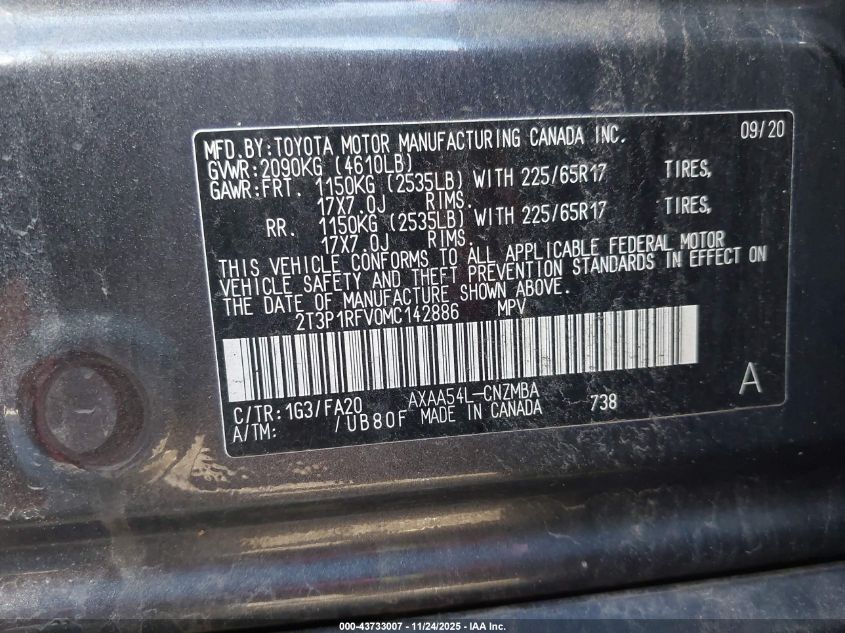 MFD.BY:TOYOTA MOTOR MANUFACTURING CANADA INC. 09/20
GVWR:2090KG (4610LB)
GAWR:FRT. 1150KG (2535LB) WITH 225/65R17 TIRES,
17X7.0J RIMS.
RR. 1150KG (2535LB) WITH 225/65R17 TIRES,
17X7.0J RIMS.
THIS VEHICLE CONFORMS TO ALL APPLICABLE FEDERAL MOTOR
VEHICLE SAFETY AND THEFT PREVENTION STANDARDS IN EFFECT ON
THE DATE OF MANUFACTURE SHOWN ABOVE.
2T3P1RFV0MC142886 MPV
A
C/TR:1G3/FA20 AXAA54L-CNZMBA
A/TM: /UB80F MADE IN CANADA 738
000-43733007 - 11/24/2025 - IAA Inc.